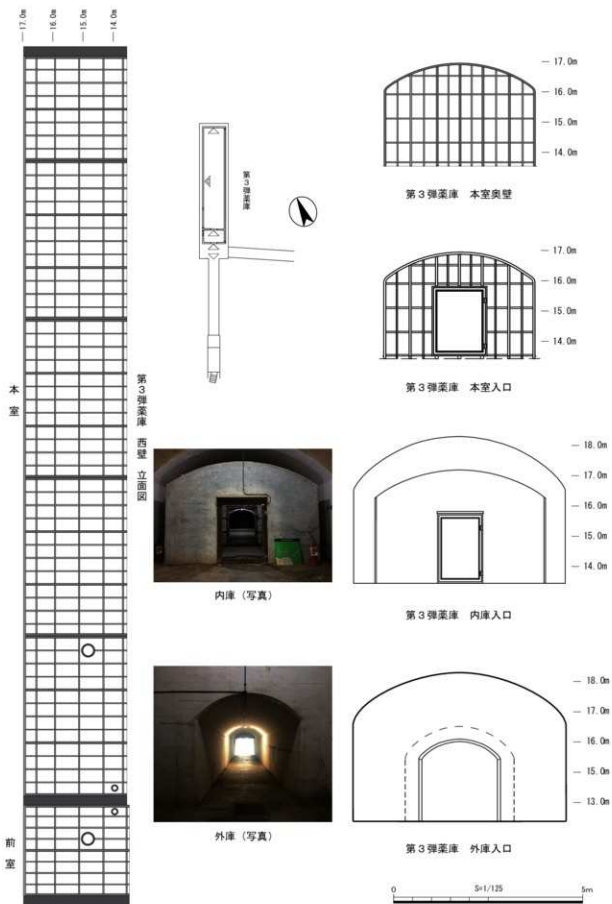 17.0m
16.0m
15.0m
14.0m
本室
前室
第3弾薬庫 西壁 立面図
第3弾薬庫
17.0m
16.0m
15.0m
14.0m
第3弾薬庫 本室奥壁
17.0m
16.0m
15.0m
14.0m
第3弾薬庫 本室入口
内庫（写真）
18.0m
17.0m
16.0m
15.0m
14.0m
第3弾薬庫 内庫入口
外庫（写真）
18.0m
17.0m
16.0m
15.0m
13.0m
第3弾薬庫 外庫入口
0 S=1/125 5m